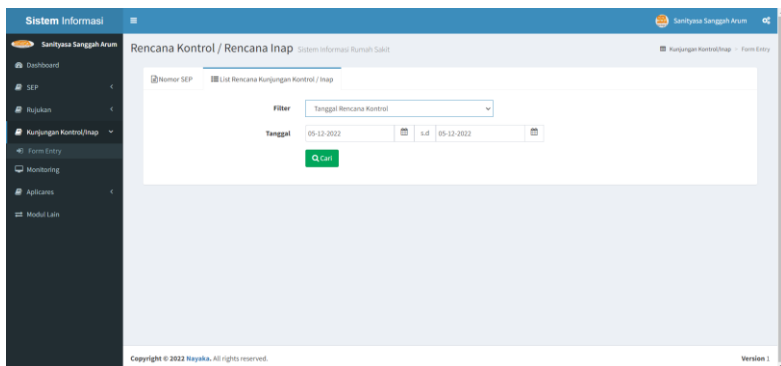 Sistem Informasi
Sanityasa Sanggah Arum
Sanityasa Sanggah Arum
Rencana Kontrol / Rencana Inap Sistem Informasi Rumah Sakit
Kunjungan Kontrol/Inap > Form Entry
Dashboard
SEP
Rujukan
Kunjungan Kontrol/Inap
Form Entry
Monitoring
Aplicares
Modul Lain
Nomor SEP
List Rencana Kunjungan Kontrol / Inap
Filter
Tanggal Rencana Kontrol
Tanggal
05-12-2022
s.d
05-12-2022
Cari
Copyright © 2022 Nayaka. All rights reserved.
Version 1